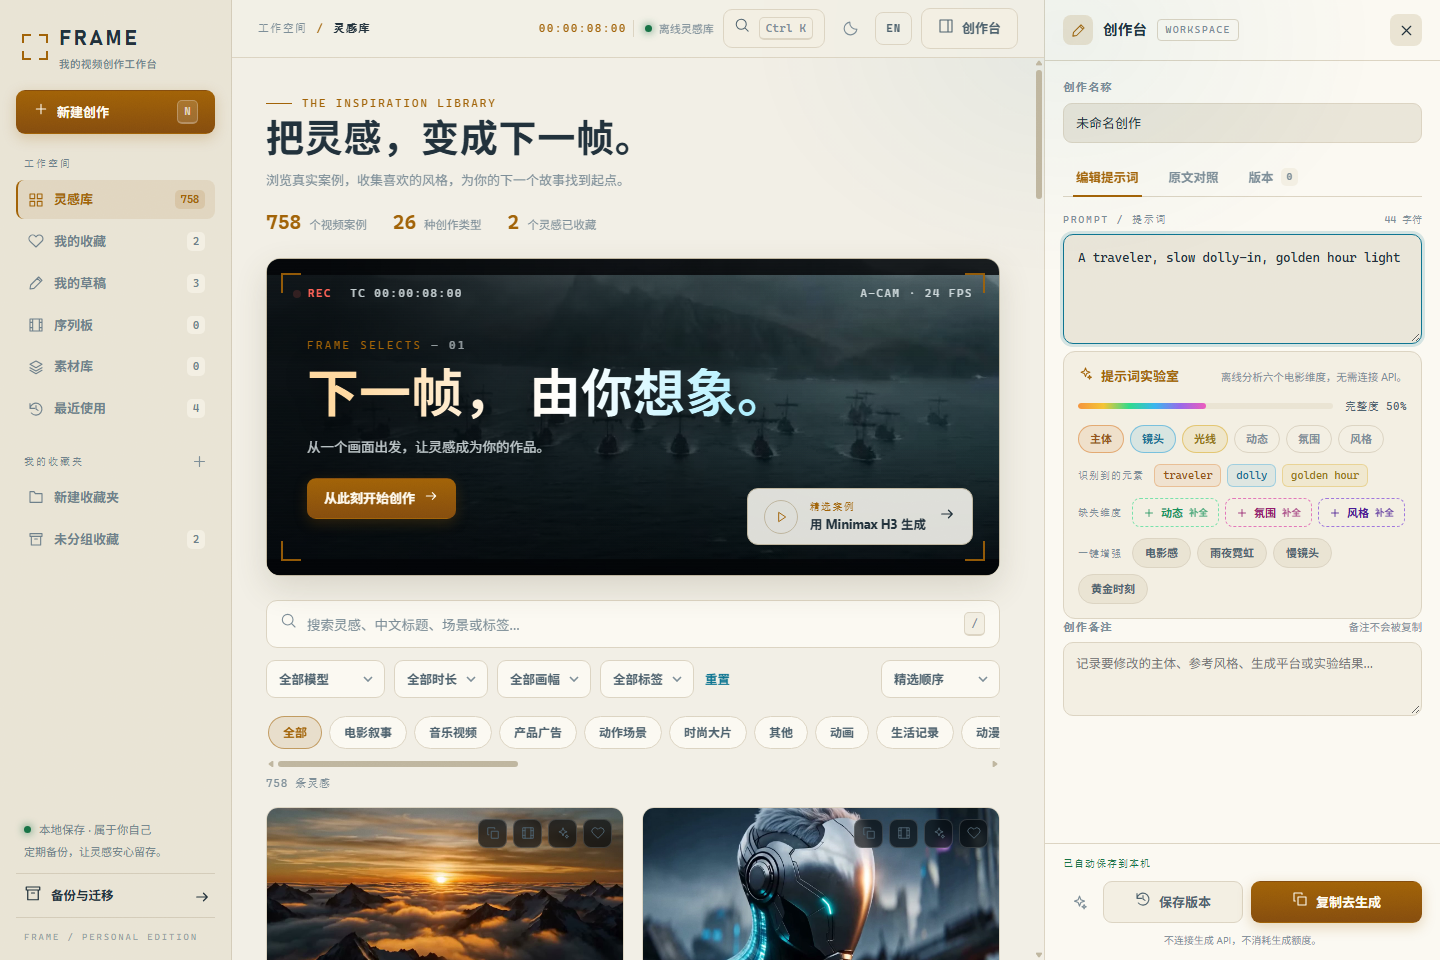 FRAME
我的视频创作工作台
新建创作 N
工作空间
灵感库 758
我的收藏 2
我的草稿 3
序列板 0
素材库 0
最近使用 4
我的收藏夹
新建收藏夹
未分组收藏 2
本地保存 · 属于你自己
定期备份，让灵感安心留存。
备份与迁移
FRAME / PERSONAL EDITION
工作空间 / 灵感库
00:00:08:00
离线灵感库
Ctrl K
EN
创作台
THE INSPIRATION LIBRARY
把灵感，变成下一帧。
浏览真实案例，收集喜欢的风格，为你的下一个故事找到起点。
758 个视频案例 26 种创作类型 2 个灵感已收藏
REC TC 00:00:08:00
A-CAM · 24 FPS
FRAME SELECTS — 01
下一帧， 由你想象。
从一个画面出发，让灵感成为你的作品。
从此刻开始创作
精选案例
用 Minimax H3 生成
搜索灵感、中文标题、场景或标签... /
全部模型 全部时长 全部画幅 全部标签 重置 精选顺序
全部 电影叙事 音乐视频 产品广告 动作场景 时尚大片 其他 动画 生活记录 动漫
758 条灵感
创作台 WORKSPACE
创作名称
未命名创作
编辑提示词 原文对照 版本 0
PROMPT / 提示词 44 字符
A traveler, slow dolly-in, golden hour light
提示词实验室 离线分析六个电影维度，无需连接 API。
完整度 50%
主体 镜头 光线 动态 氛围 风格
识别到的元素 traveler dolly golden hour
缺失维度 + 动态 补全 + 氛围 补全 + 风格 补全
一键增强 电影感 雨夜霓虹 慢镜头
黄金时刻
创作备注 备注不会被复制
记录要修改的主体、参考风格、生成平台或实验结果...
已自动保存到本机
保存版本
复制去生成
不连接生成 API，不消耗生成额度。